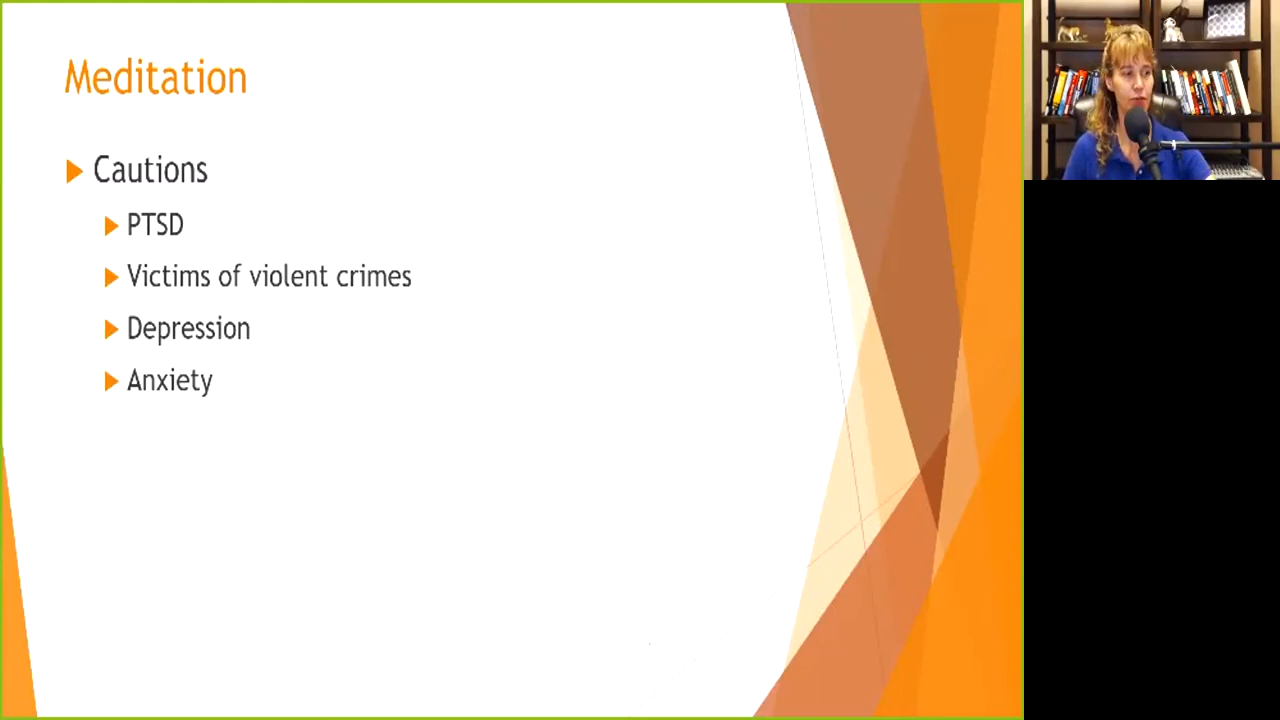 Meditation
Cautions
PTSD
Victims of violent crimes
Depression
Anxiety